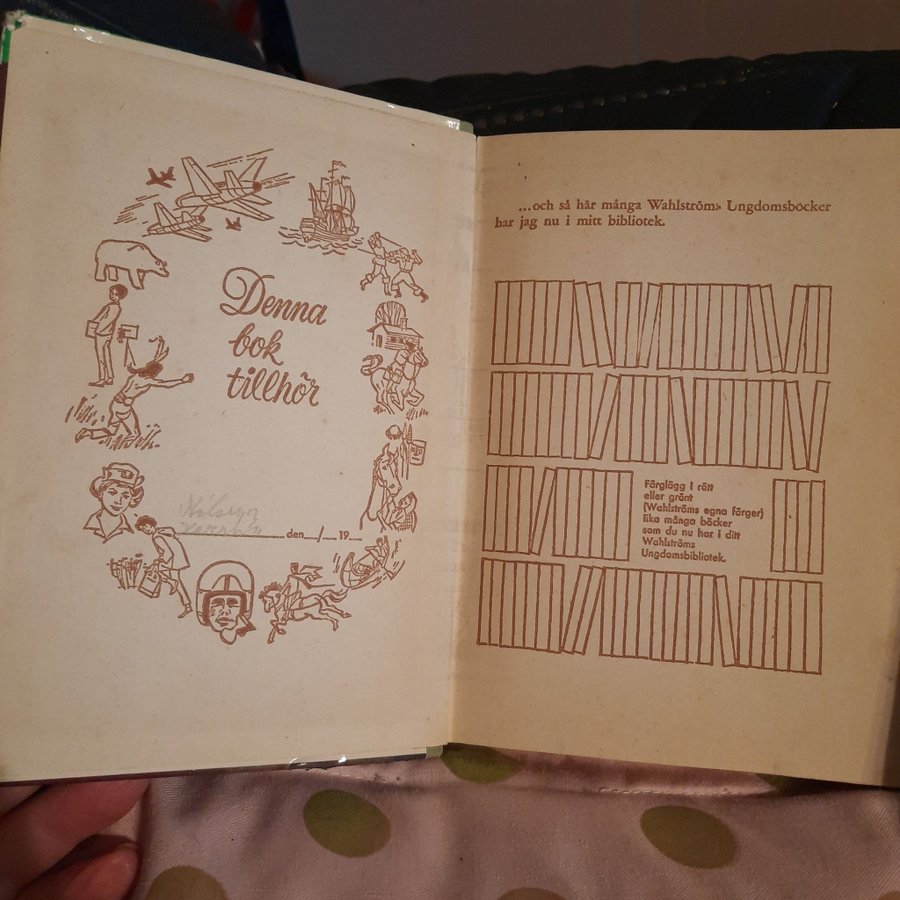 Denna
bok
tillhör
den...../..... 19.....
...och så här många Wahlströms Ungdomsböcker
har jag nu i mitt bibliotek.
Färglägg i rött
eller grönt
(Wahlströms egna färger)
lika många böcker
som du nu har i ditt
Wahlströms
Ungdomsbibliotek.